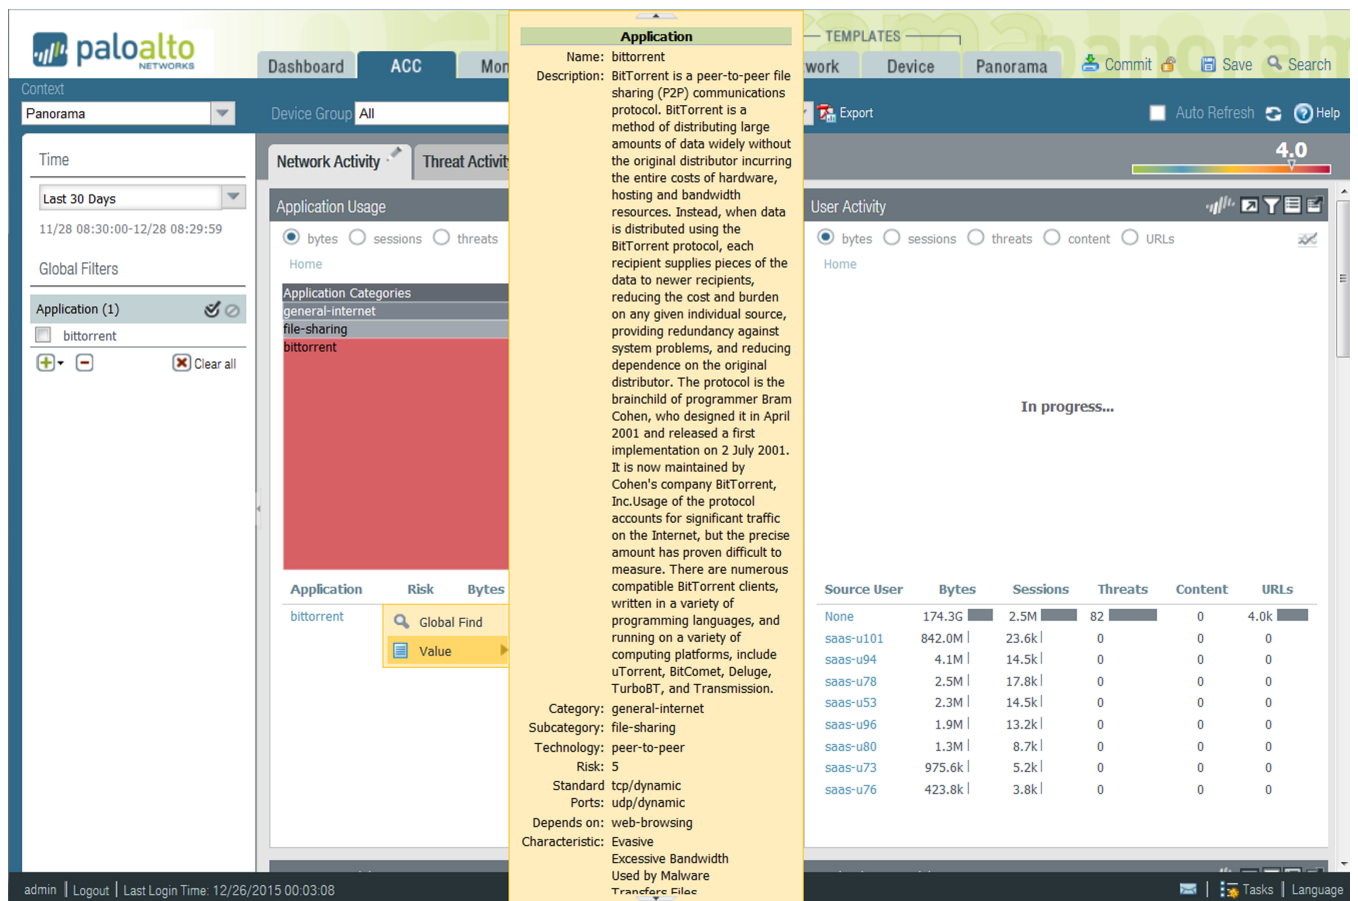 paloalto
NETWORKS
Dashboard
ACC
Mon
TEMPLATES
work
Device
Panorama
Commit
Save
Search
Context
Panorama
Device Group All
Export
Auto Refresh
Help
Time
Last 30 Days
11/28 08:30:00-12/28 08:29:59
Global Filters
Application (1)
bittorrent
Clear all
Network Activity
Threat Activit
4.0
Application Usage
bytes sessions threats
Home
Application Categories
general-internet
file-sharing
bittorrent
Application Risk Bytes
bittorrent
Global Find
Value
Application
Name: bittorrent
Description: BitTorrent is a peer-to-peer file
sharing (P2P) communications
protocol. BitTorrent is a
method of distributing large
amounts of data widely without
the original distributor incurring
the entire costs of hardware,
hosting and bandwidth
resources. Instead, when data
is distributed using the
BitTorrent protocol, each
recipient supplies pieces of the
data to newer recipients,
reducing the cost and burden
on any given individual source,
providing redundancy against
system problems, and reducing
dependence on the original
distributor. The protocol is the
brainchild of programmer Bram
Cohen, who designed it in April
2001 and released a first
implementation on 2 July 2001.
It is now maintained by
Cohen's company BitTorrent,
Inc.Usage of the protocol
accounts for significant traffic
on the Internet, but the precise
amount has proven difficult to
measure. There are numerous
compatible BitTorrent clients,
written in a variety of
programming languages, and
running on a variety of
computing platforms, include
uTorrent, BitComet, Deluge,
TurboBT, and Transmission.
Category: general-internet
Subcategory: file-sharing
Technology: peer-to-peer
Risk: 5
Standard tcp/dynamic
Ports: udp/dynamic
Depends on: web-browsing
Characteristic: Evasive
Excessive Bandwidth
Used by Malware
Transfers Files
User Activity
bytes sessions threats content URLs
Home
In progress...
Source User Bytes Sessions Threats Content URLs
None 174.3G 2.5M 82 0 4.0k
saas-u101 842.0M 23.6k 0 0 0
saas-u94 4.1M 14.5k 0 0 0
saas-u78 2.5M 17.8k 0 0 0
saas-u53 2.3M 14.5k 0 0 0
saas-u96 1.9M 13.2k 0 0 0
saas-u80 1.3M 8.7k 0 0 0
saas-u73 975.6k 5.2k 0 0 0
saas-u76 423.8k 3.8k 0 0 0
admin | Logout | Last Login Time: 12/26/2015 00:03:08
Tasks | Language